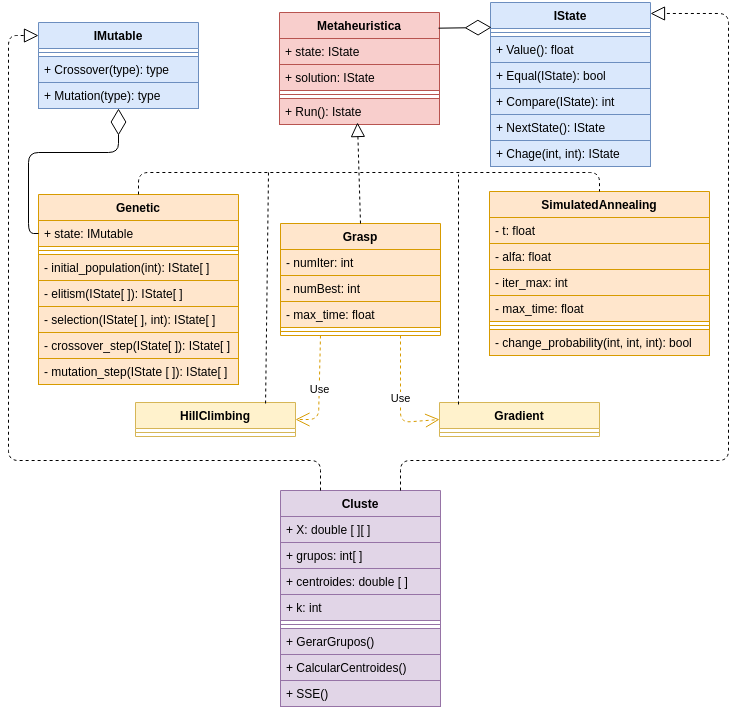 IMutable
+ Crossover(type): type
+ Mutation(type): type
Metaheuristica
+ state: IState
+ solution: IState
+ Run(): Istate
IState
+ Value(): float
+ Equal(IState): bool
+ Compare(IState): int
+ NextState(): IState
+ Chage(int, int): IState
Genetic
+ state: IMutable
- initial_population(int): IState[ ]
- elitism(IState[ ]): IState[ ]
- selection(IState[ ], int): IState[ ]
- crossover_step(IState[ ]): IState[ ]
- mutation_step(IState [ ]): IState[ ]
Grasp
- numIter: int
- numBest: int
- max_time: float
SimulatedAnnealing
- t: float
- alfa: float
- iter_max: int
- max_time: float
- change_probability(int, int, int): bool
Use
Use
HillClimbing
Gradient
Cluste
+ X: double [ ][ ]
+ grupos: int[ ]
+ centroides: double [ ]
+ k: int
+ GerarGrupos()
+ CalcularCentroides()
+ SSE()